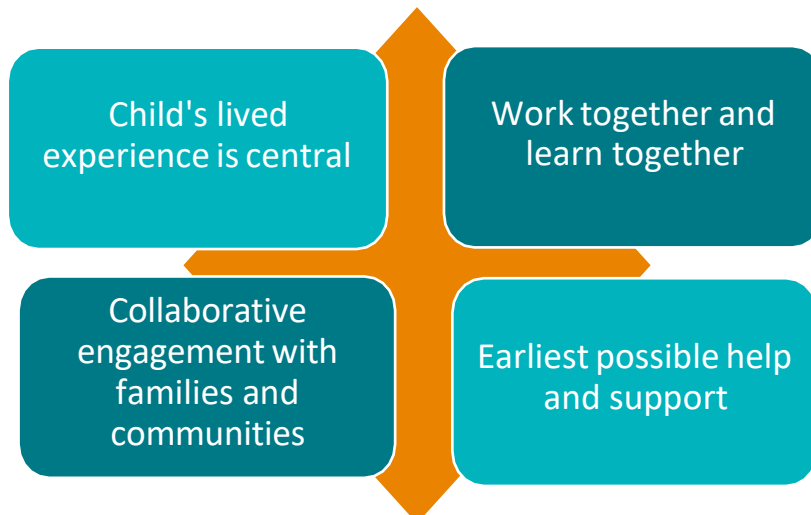 Child's lived
experience is central
Work together and
learn together
Collaborative
engagement with
families and
communities
Earliest possible help
and support